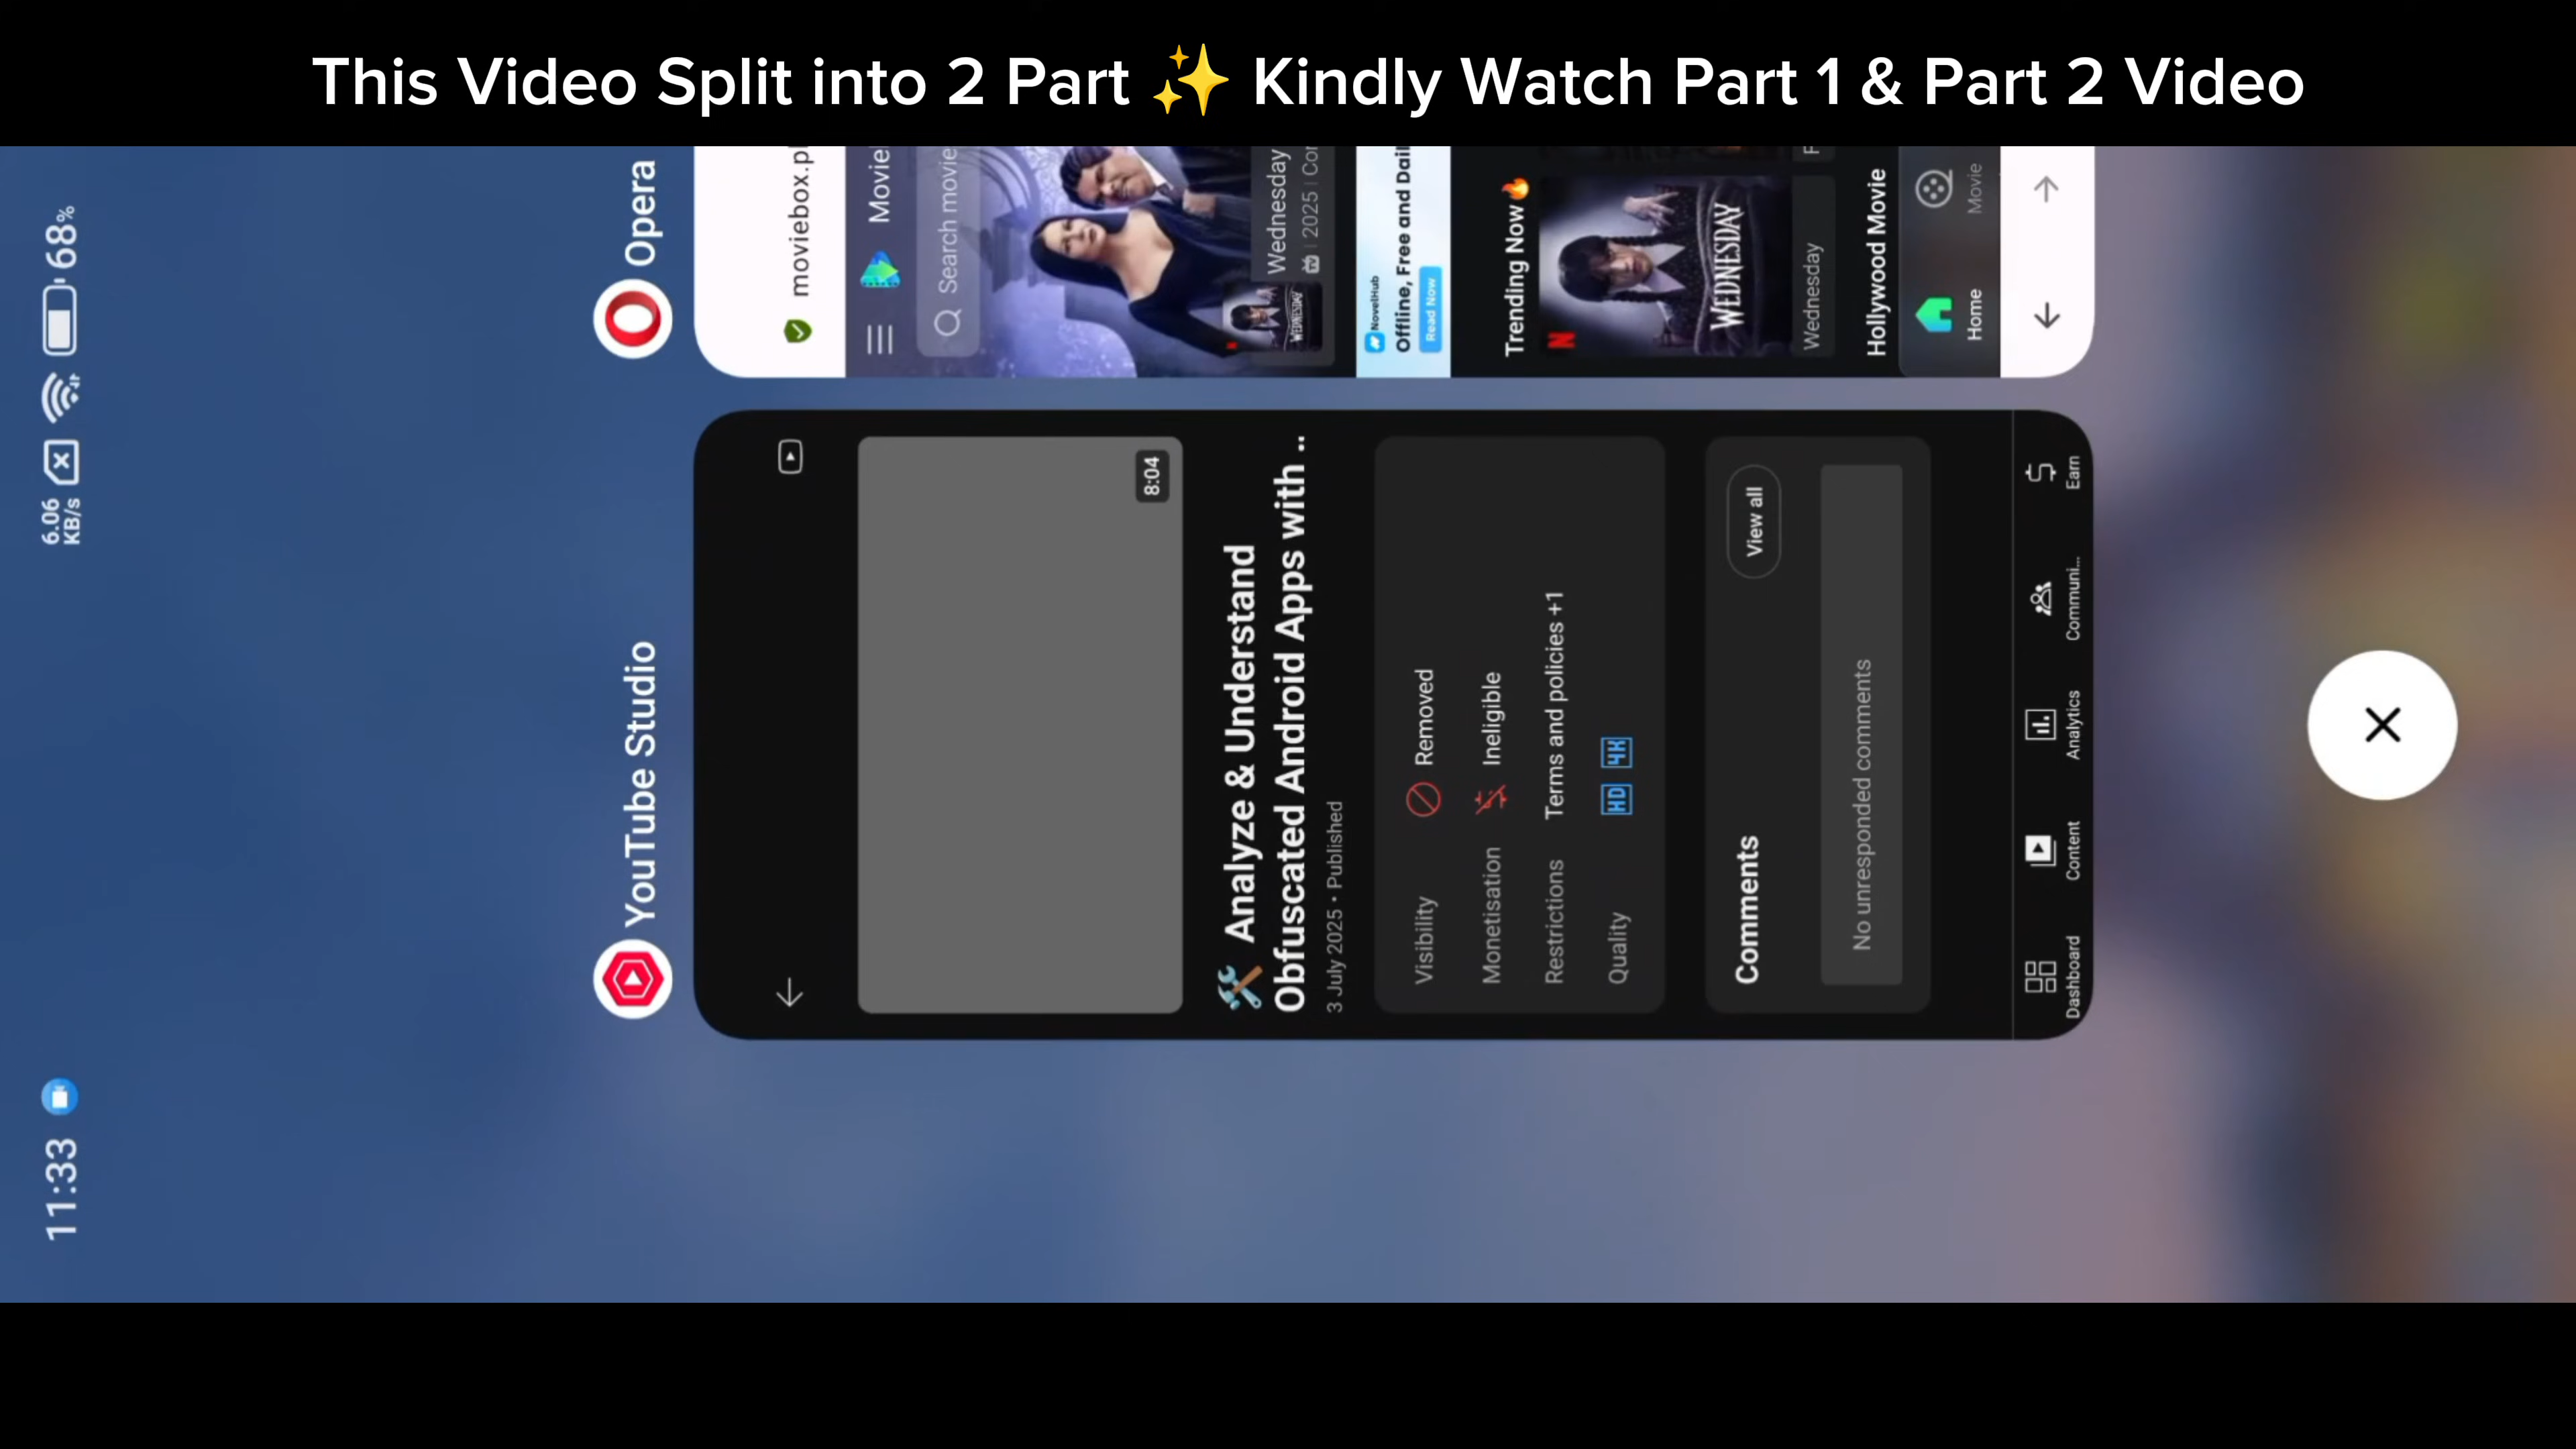 This Video Split into 2 Part ✨ Kindly Watch Part 1 & Part 2 Video
11:33
6.06
KB/s
68%
YouTube Studio
8:04
🛠 Analyze & Understand
Obfuscated Android Apps with ..
3 July 2025 • Published
Visibility Removed
Monetisation Ineligible
Restrictions Terms and policies +1
Quality HD 4K
Comments
View all
No unresponded comments
Dashboard
Content
Analytics
Communi...
Earn
Opera
moviebox.p
Movie
Search movie
WEDNESDAY
Wednesday
2025 | Co
NovelHub
Offline, Free and Dail
Read Now
Trending Now🔥
N
WEDNESDAY
Wednesday
F
Hollywood Movie
Home
Movie